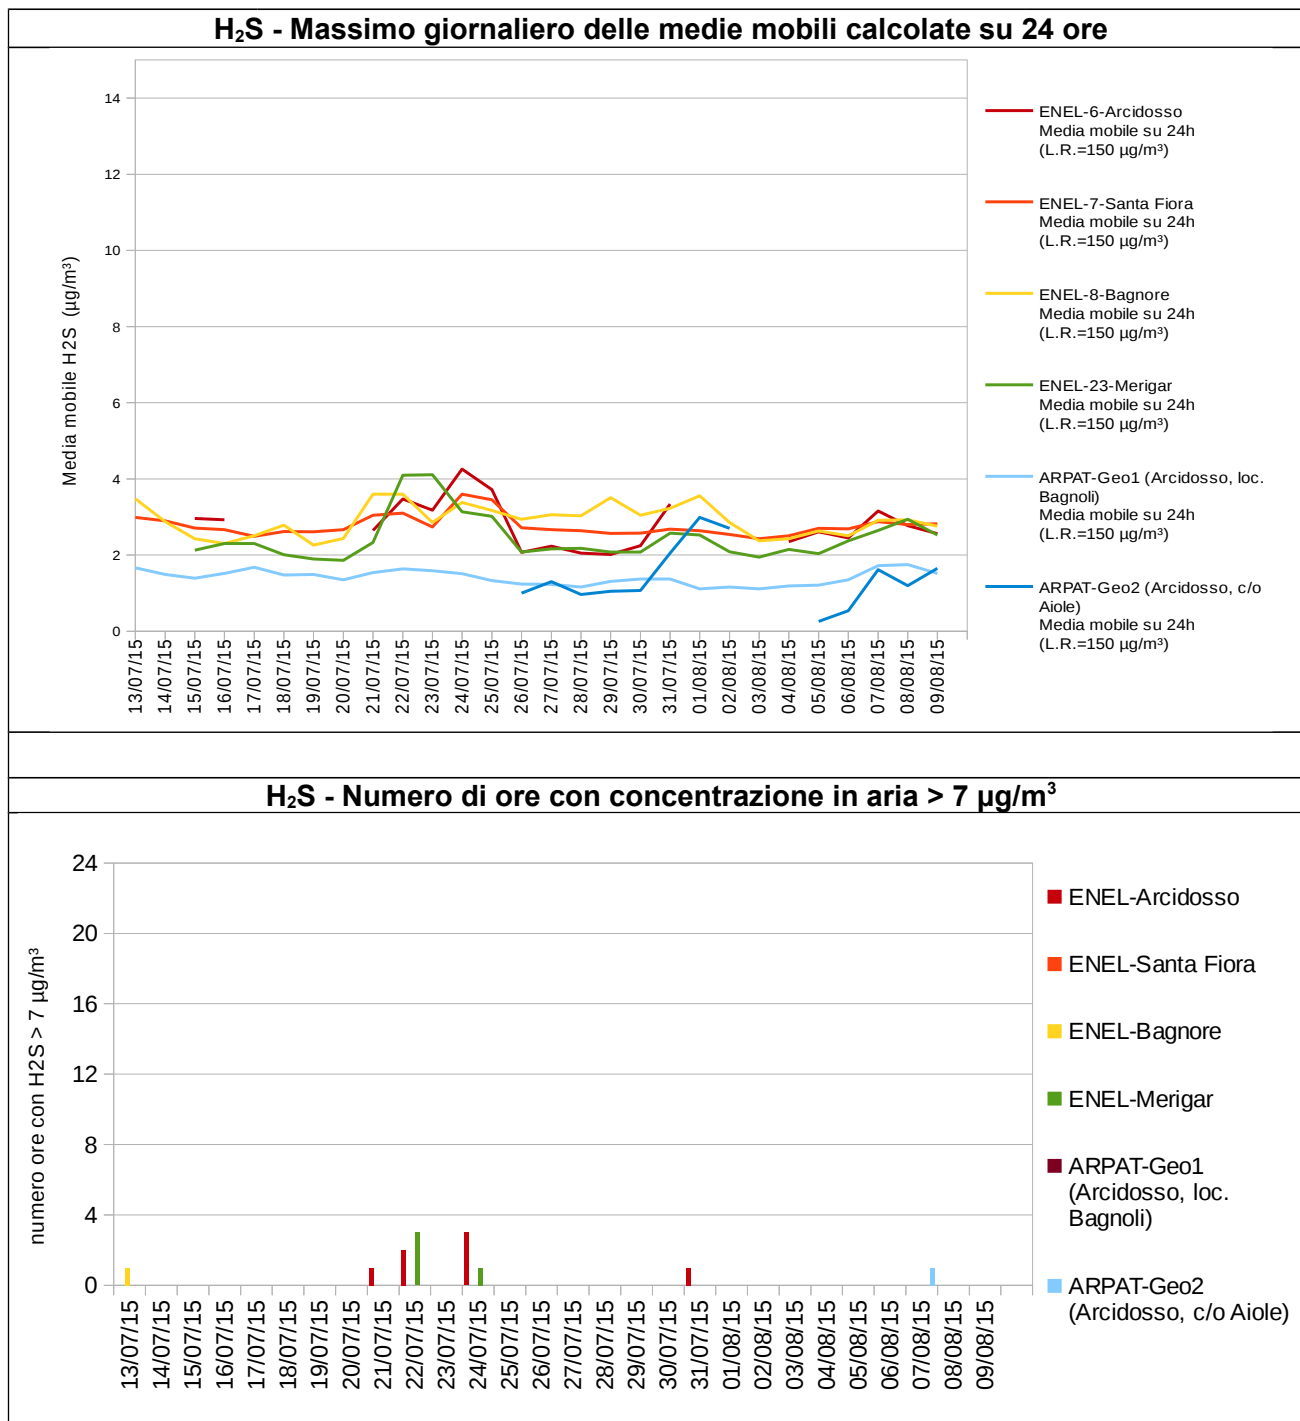 H₂S - Massimo giornaliero delle medie mobili calcolate su 24 ore
Media mobile H2S (µg/m³)
14
12
10
8
6
4
2
0
13/07/15
14/07/15
15/07/15
16/07/15
17/07/15
18/07/15
19/07/15
20/07/15
21/07/15
22/07/15
23/07/15
24/07/15
25/07/15
26/07/15
27/07/15
28/07/15
29/07/15
30/07/15
31/07/15
01/08/15
02/08/15
03/08/15
04/08/15
05/08/15
06/08/15
07/08/15
08/08/15
09/08/15
ENEL-6-Arcidosso
Media mobile su 24h
(L.R.=150 µg/m³)
ENEL-7-Santa Fiora
Media mobile su 24h
(L.R.=150 µg/m³)
ENEL-8-Bagnore
Media mobile su 24h
(L.R.=150 µg/m³)
ENEL-23-Merigar
Media mobile su 24h
(L.R.=150 µg/m³)
ARPAT-Geo1 (Arcidosso, loc.
Bagnoli)
Media mobile su 24h
(L.R.=150 µg/m³)
ARPAT-Geo2 (Arcidosso, c/o
Aiole)
Media mobile su 24h
(L.R.=150 µg/m³)
H₂S - Numero di ore con concentrazione in aria > 7 µg/m³
numero ore con H2S > 7 µg/m³
24
20
16
12
8
4
0
13/07/15
14/07/15
15/07/15
16/07/15
17/07/15
18/07/15
19/07/15
20/07/15
21/07/15
22/07/15
23/07/15
24/07/15
25/07/15
26/07/15
27/07/15
28/07/15
29/07/15
30/07/15
31/07/15
01/08/15
02/08/15
03/08/15
04/08/15
05/08/15
06/08/15
07/08/15
08/08/15
09/08/15
ENEL-Arcidosso
ENEL-Santa Fiora
ENEL-Bagnore
ENEL-Merigar
ARPAT-Geo1
(Arcidosso, loc.
Bagnoli)
ARPAT-Geo2
(Arcidosso, c/o Aiole)